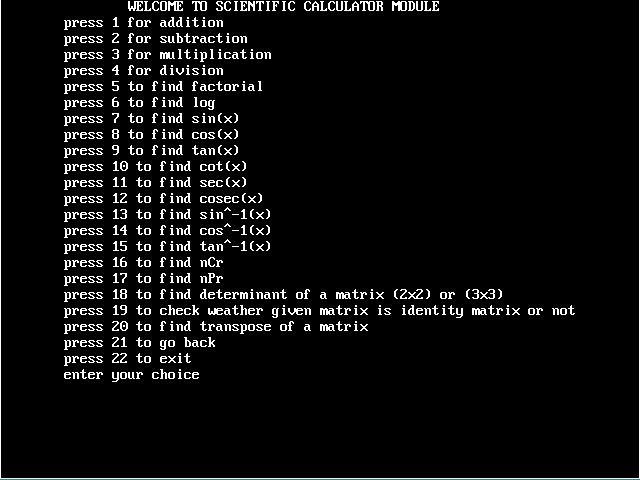 WELCOME TO SCIENTIFIC CALCULATOR MODULE
press 1 for addition
press 2 for subtraction
press 3 for multiplication
press 4 for division
press 5 to find factorial
press 6 to find log
press 7 to find sin(x)
press 8 to find cos(x)
press 9 to find tan(x)
press 10 to find cot(x)
press 11 to find sec(x)
press 12 to find cosec(x)
press 13 to find sin^-1(x)
press 14 to find cos^-1(x)
press 15 to find tan^-1(x)
press 16 to find nCr
press 17 to find nPr
press 18 to find determinant of a matrix (2x2) or (3x3)
press 19 to check weather given matrix is identity matrix or not
press 20 to find transpose of a matrix
press 21 to go back
press 22 to exit
enter your choice